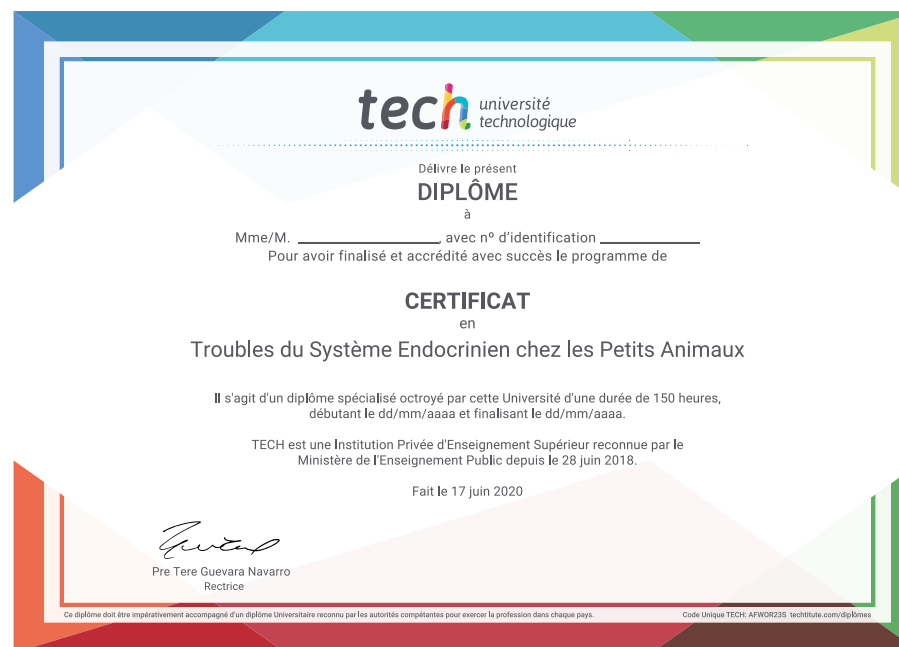 tech université
technologique
Délivre le présent
DIPLÔME
à
Mme/M. ____________, avec nº d'identification ____________
Pour avoir finalisé et accrédité avec succès le programme de
CERTIFICAT
en
Troubles du Système Endocrinien chez les Petits Animaux
Il s'agit d'un diplôme spécialisé octroyé par cette Université d'une durée de 150 heures,
débutant le dd/mm/aaaa et finalisant le dd/mm/aaaa.
TECH est une Institution Privée d'Enseignement Supérieur reconnue par le
Ministère de l'Enseignement Public depuis le 28 juin 2018.
Fait le 17 juin 2020
Pre Tere Guevara Navarro
Rectrice
Ce diplôme doit être impérativement accompagné d'un diplôme Universitaire reconnu par les autorités compétantes pour exercer la profession dans chaque pays.
Code Unique TECH: AFWOR23S techtitute.com/diplômes